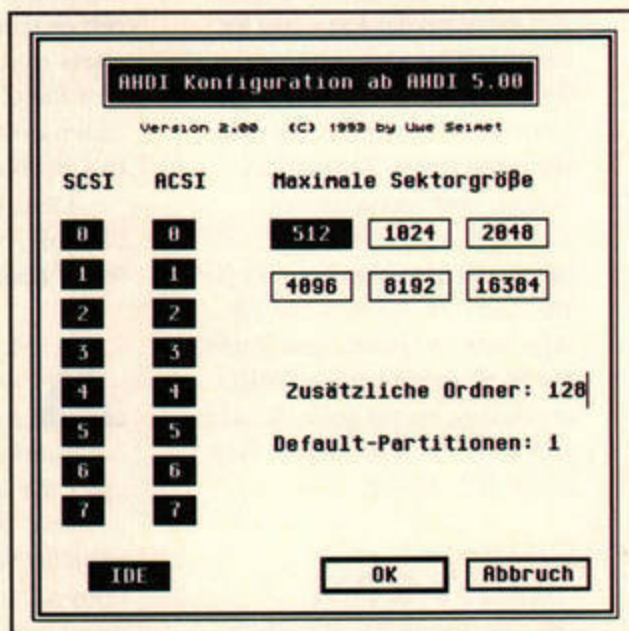 AHDI Konfiguration ab AHDI 5.00
Version 2.00 (C) 1993 by Uwe Seimet
SCSI ACSI Maximale Sektorgröße
0 0 512 1024 2048
1 1 4096 8192 16384
2 2
3 3
4 4 Zusätzliche Ordner: 128
5 5 Default-Partitionen: 1
6 6
7 7
IDE OK Abbruch